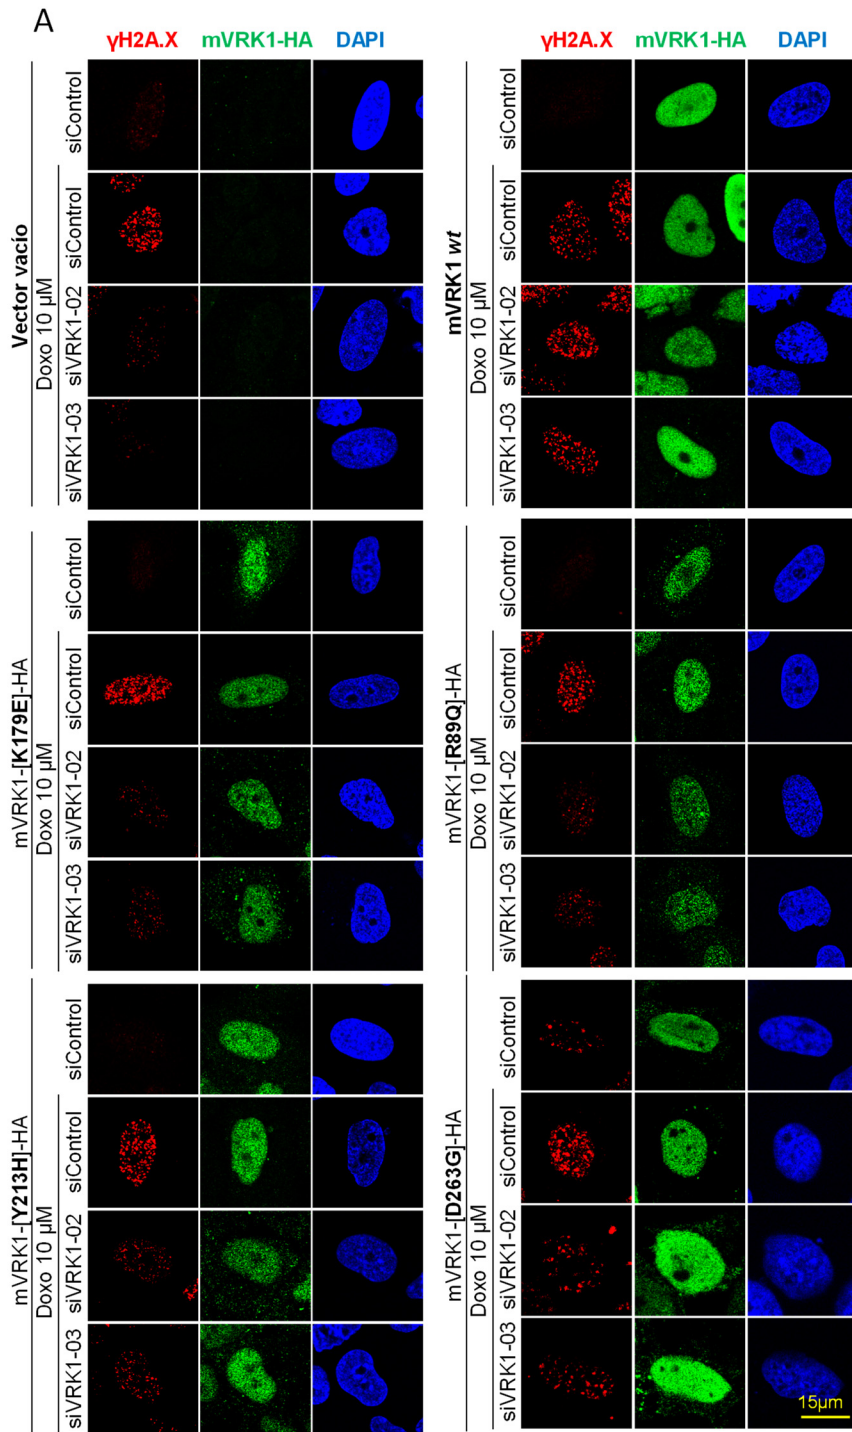 A
γH2A.X mVRK1-HA DAPI
Vector vacío
Doxo 10 µM
siControl
siControl
siVRK1-02
siVRK1-03
γH2A.X mVRK1-HA DAPI
mVRK1 wt
Doxo 10 µM
siControl
siControl
siVRK1-02
siVRK1-03
mVRK1-[K179E]-HA
Doxo 10 µM
siControl
siControl
siVRK1-02
siVRK1-03
mVRK1-[R89Q]-HA
Doxo 10 µM
siControl
siControl
siVRK1-02
siVRK1-03
mVRK1-[Y213H]-HA
Doxo 10 µM
siControl
siControl
siVRK1-02
siVRK1-03
mVRK1-[D263G]-HA
Doxo 10 µM
siControl
siControl
siVRK1-02
siVRK1-03
15µm